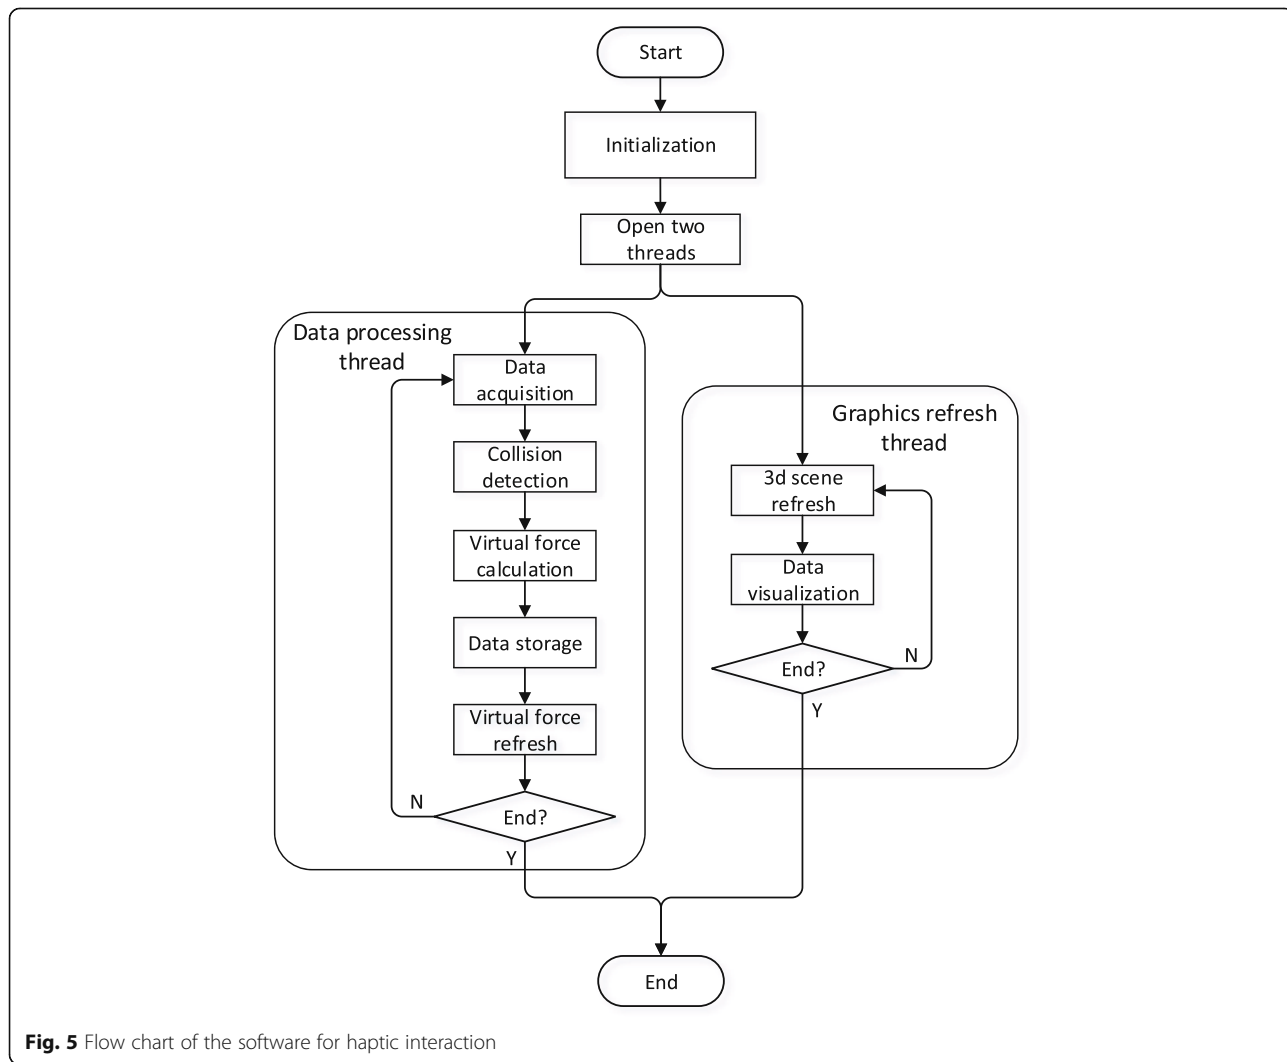 Start
Initialization
Open two
threads
Data processing
thread
Data
acquisition
Collision
detection
Virtual force
calculation
Data storage
Virtual force
refresh
End?
N
Y
Graphics refresh
thread
3d scene
refresh
Data
visualization
End?
N
Y
End
Fig. 5 Flow chart of the software for haptic interaction